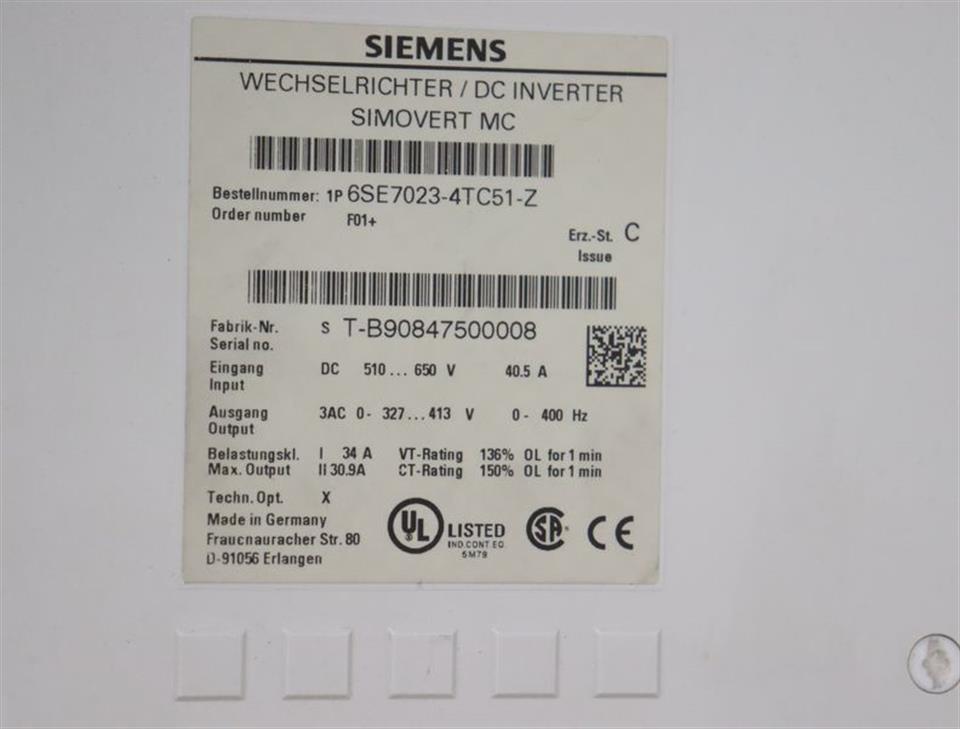 SIEMENS
WECHSELRICHTER / DC INVERTER
SIMOVERT MC
Bestellnummer: 1P 6SE7023-4TC51-Z
Order number F01+
Erz.-St. C
Issue
Fabrik-Nr. S T-B90847500008
Serial no.
Eingang DC 510... 650 V 40.5 A
Input
Ausgang 3AC 0- 327...413 V 0- 400 Hz
Output
Belastungskl. I 34 A VT-Rating 136% OL for 1 min
Max. Output II 30.9A CT-Rating 150% OL for 1 min
Techn. Opt. X
Made in Germany
Fraucnauracher Str. 80
D-91056 Erlangen
UL LISTED
IND.CONT.EQ.
5M79
SA
CE